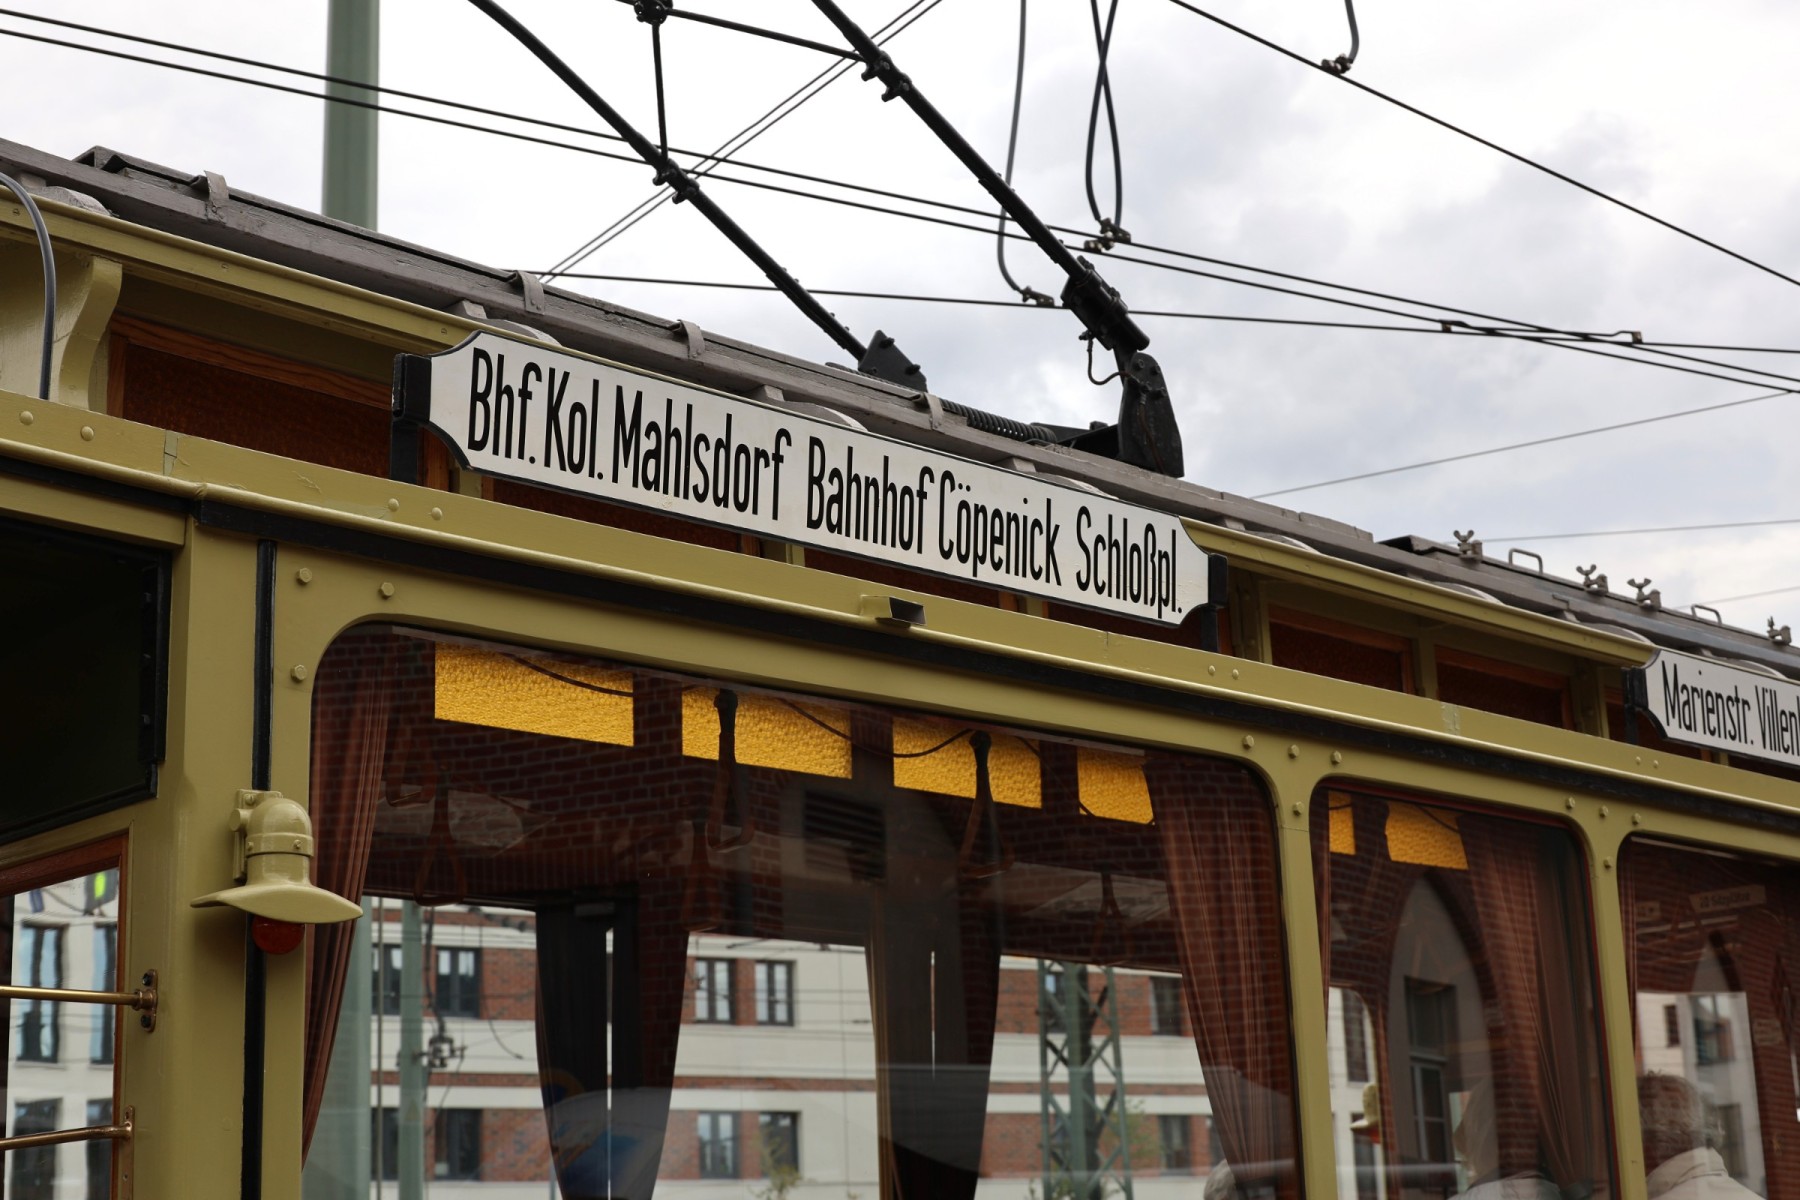 Bhf. Kol. Mahlsdorf Bahnhof Cöpenick Schloßpl.
Marienstr.